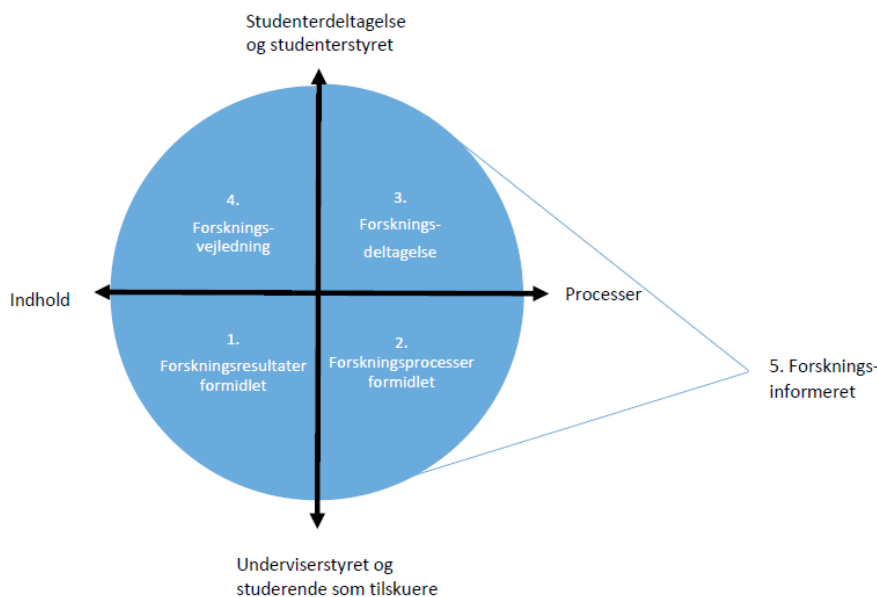 Studenterdeltagelse
og studenterstyret
4.
Forsknings-
vejledning
3.
Forsknings-
deltagelse
Indhold
Processer
1.
Forskningsresultater
formidlet
2.
Forskningsprocesser
formidlet
5. Forsknings-
informeret
Underviserstyret og
studerende som tilskuere